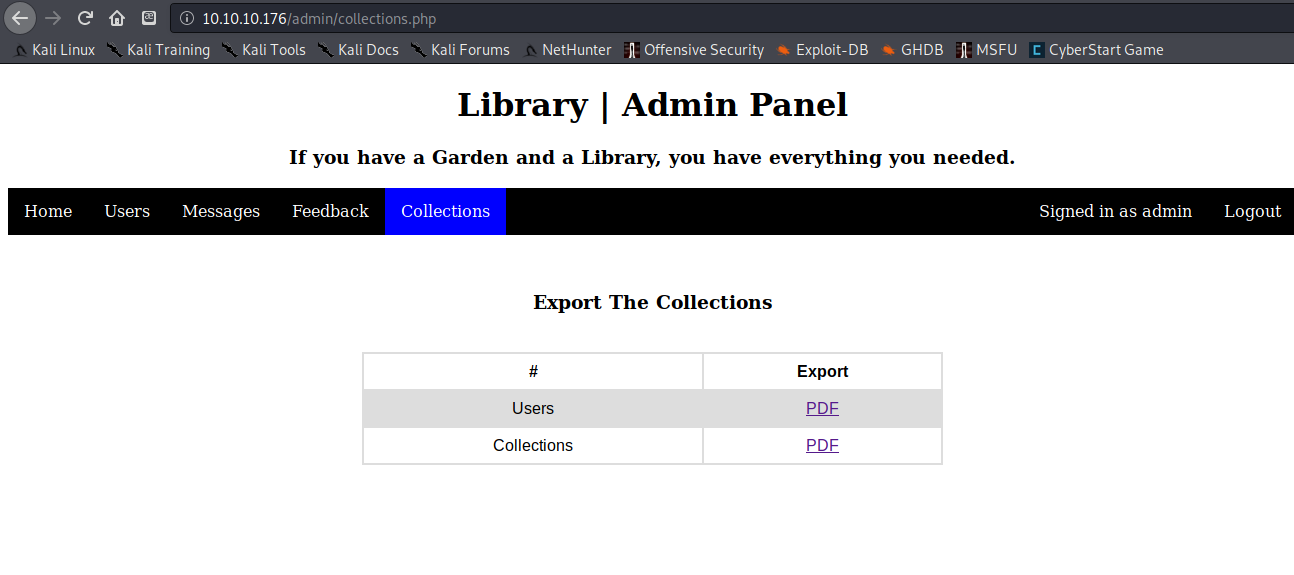 10.10.10.176/admin/collections.php
Kali Linux Kali Training Kali Tools Kali Docs Kali Forums NetHunter Offensive Security Exploit-DB GHDB MSFU CyberStart Game
Library | Admin Panel
If you have a Garden and a Library, you have everything you needed.
Home Users Messages Feedback Collections Signed in as admin Logout
Export The Collections
# Export
Users PDF
Collections PDF